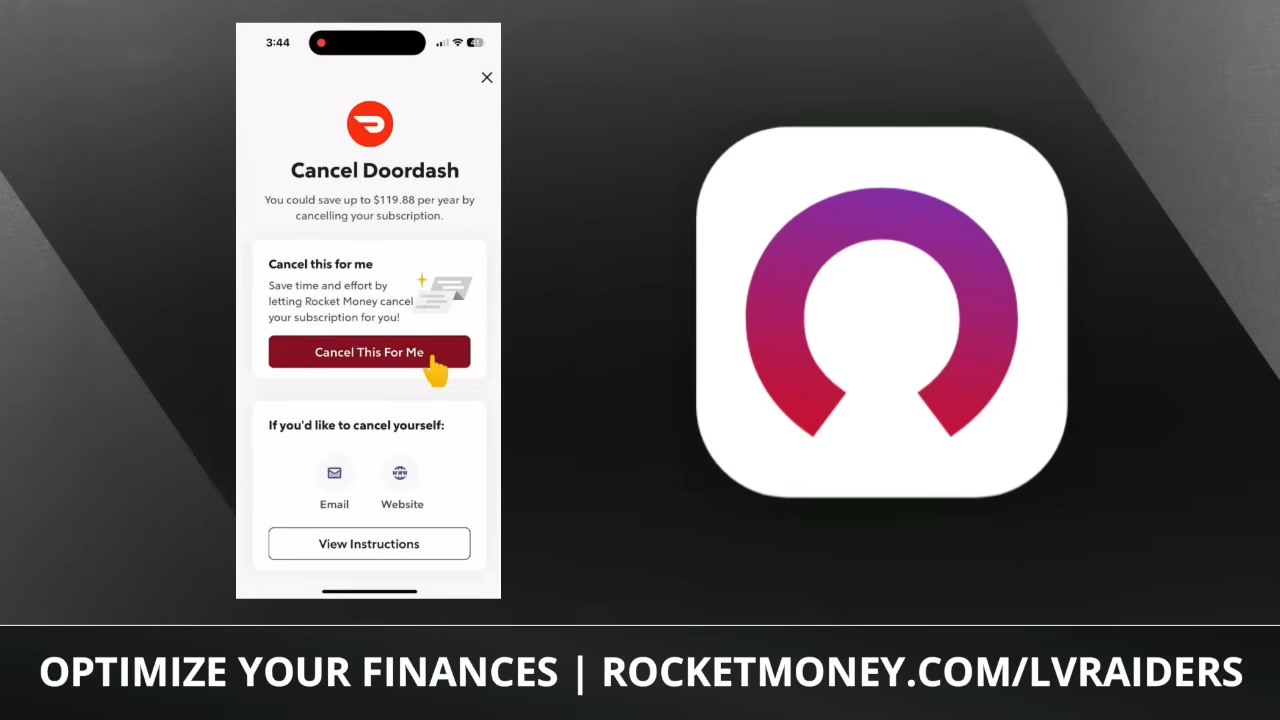 3:44
41
Cancel Doordash
You could save up to $119.88 per year by
cancelling your subscription.
Cancel this for me
Save time and effort by
letting Rocket Money cancel
your subscription for you!
Cancel This For Me
If you'd like to cancel yourself:
www
Email Website
View Instructions
OPTIMIZE YOUR FINANCES | ROCKETMONEY.COM/LVRAIDERS